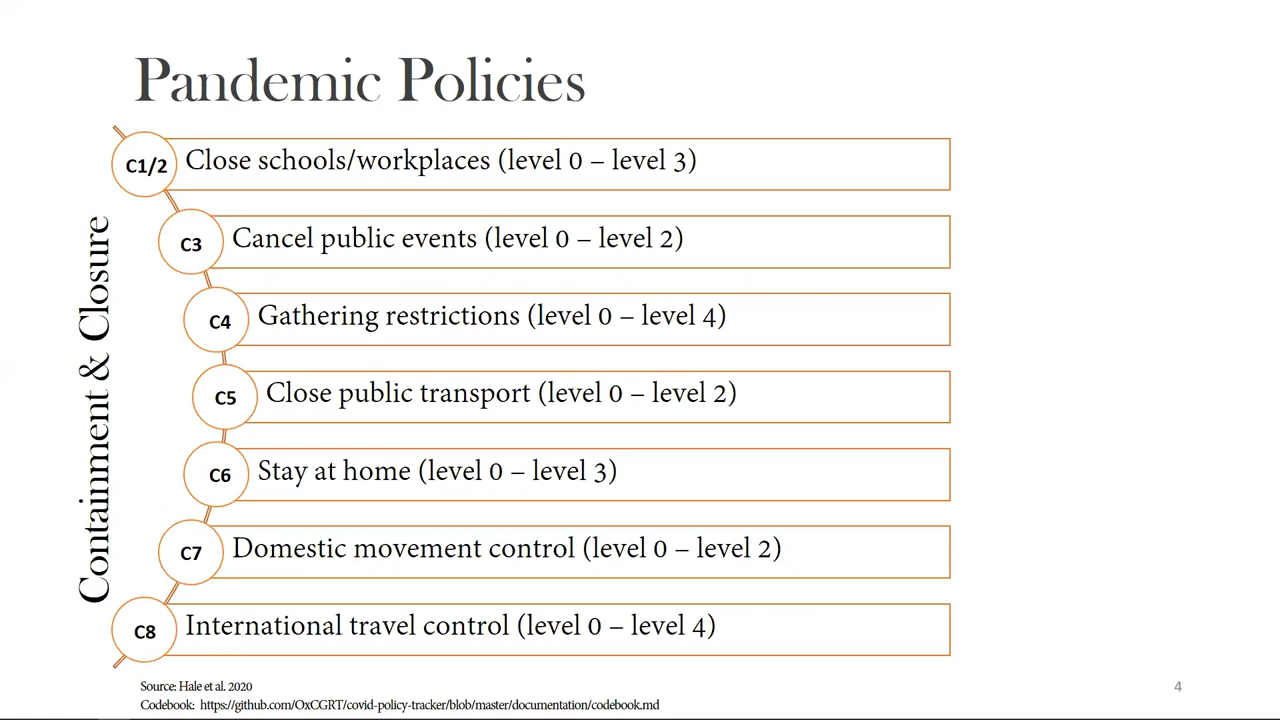 Pandemic Policies
Containment & Closure
C1/2 Close schools/workplaces (level 0 – level 3)
C3 Cancel public events (level 0 – level 2)
C4 Gathering restrictions (level 0 – level 4)
C5 Close public transport (level 0 – level 2)
C6 Stay at home (level 0 – level 3)
C7 Domestic movement control (level 0 – level 2)
C8 International travel control (level 0 – level 4)
Source: Hale et al. 2020
Codebook: https://github.com/OxCGRT/covid-policy-tracker/blob/master/documentation/codebook.md
4